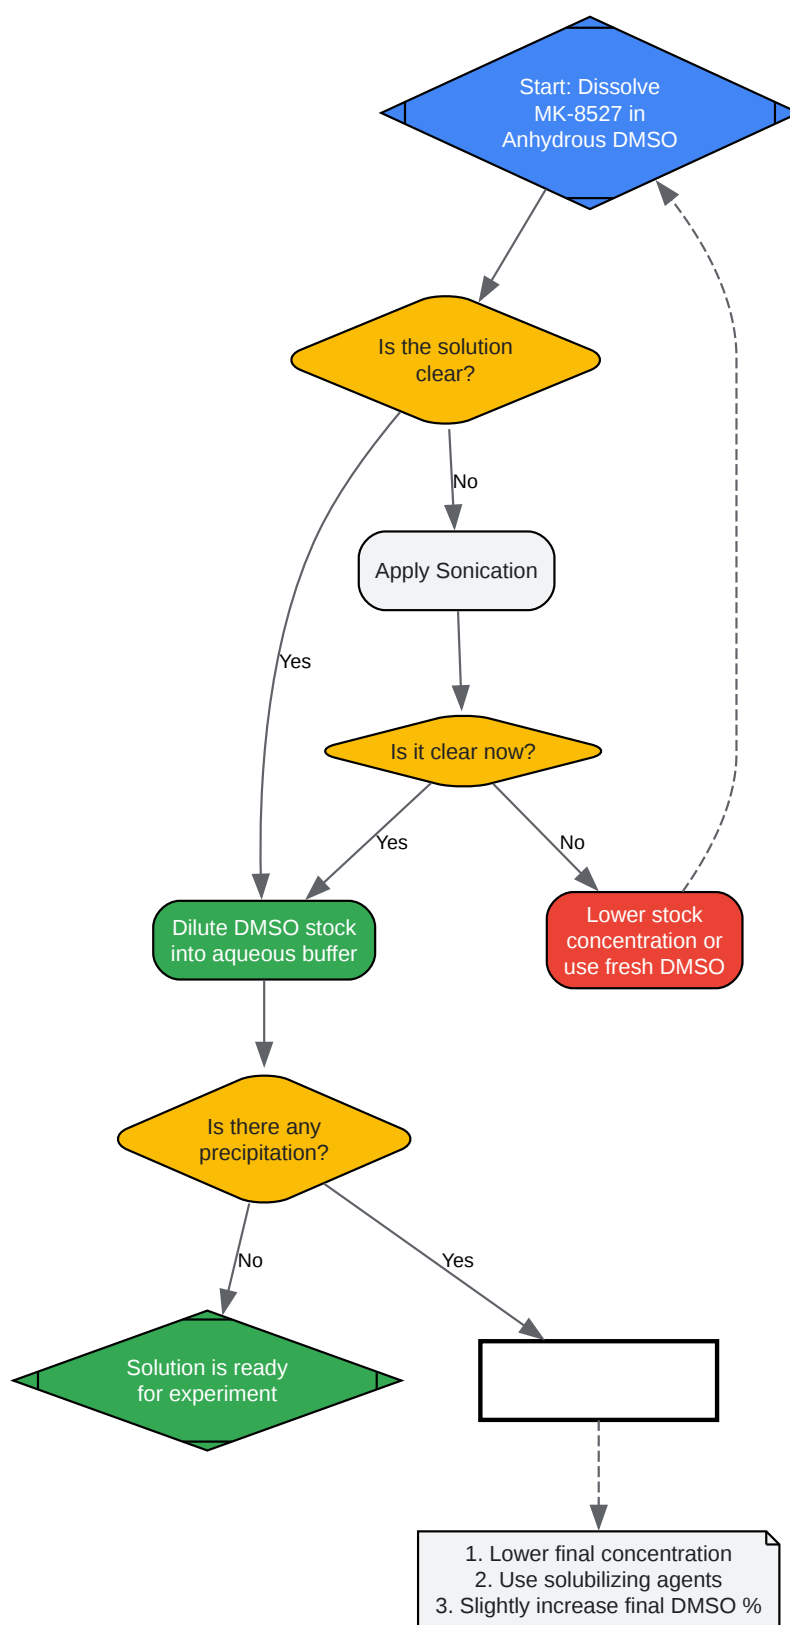 Start: Dissolve
MK-8527 in
Anhydrous DMSO
Is the solution
clear?
No
Apply Sonication
Yes
Is it clear now?
Yes
No
Dilute DMSO stock
into aqueous buffer
Lower stock
concentration or
use fresh DMSO
Is there any
precipitation?
No
Yes
Solution is ready
for experiment
1. Lower final concentration
2. Use solubilizing agents
3. Slightly increase final DMSO %